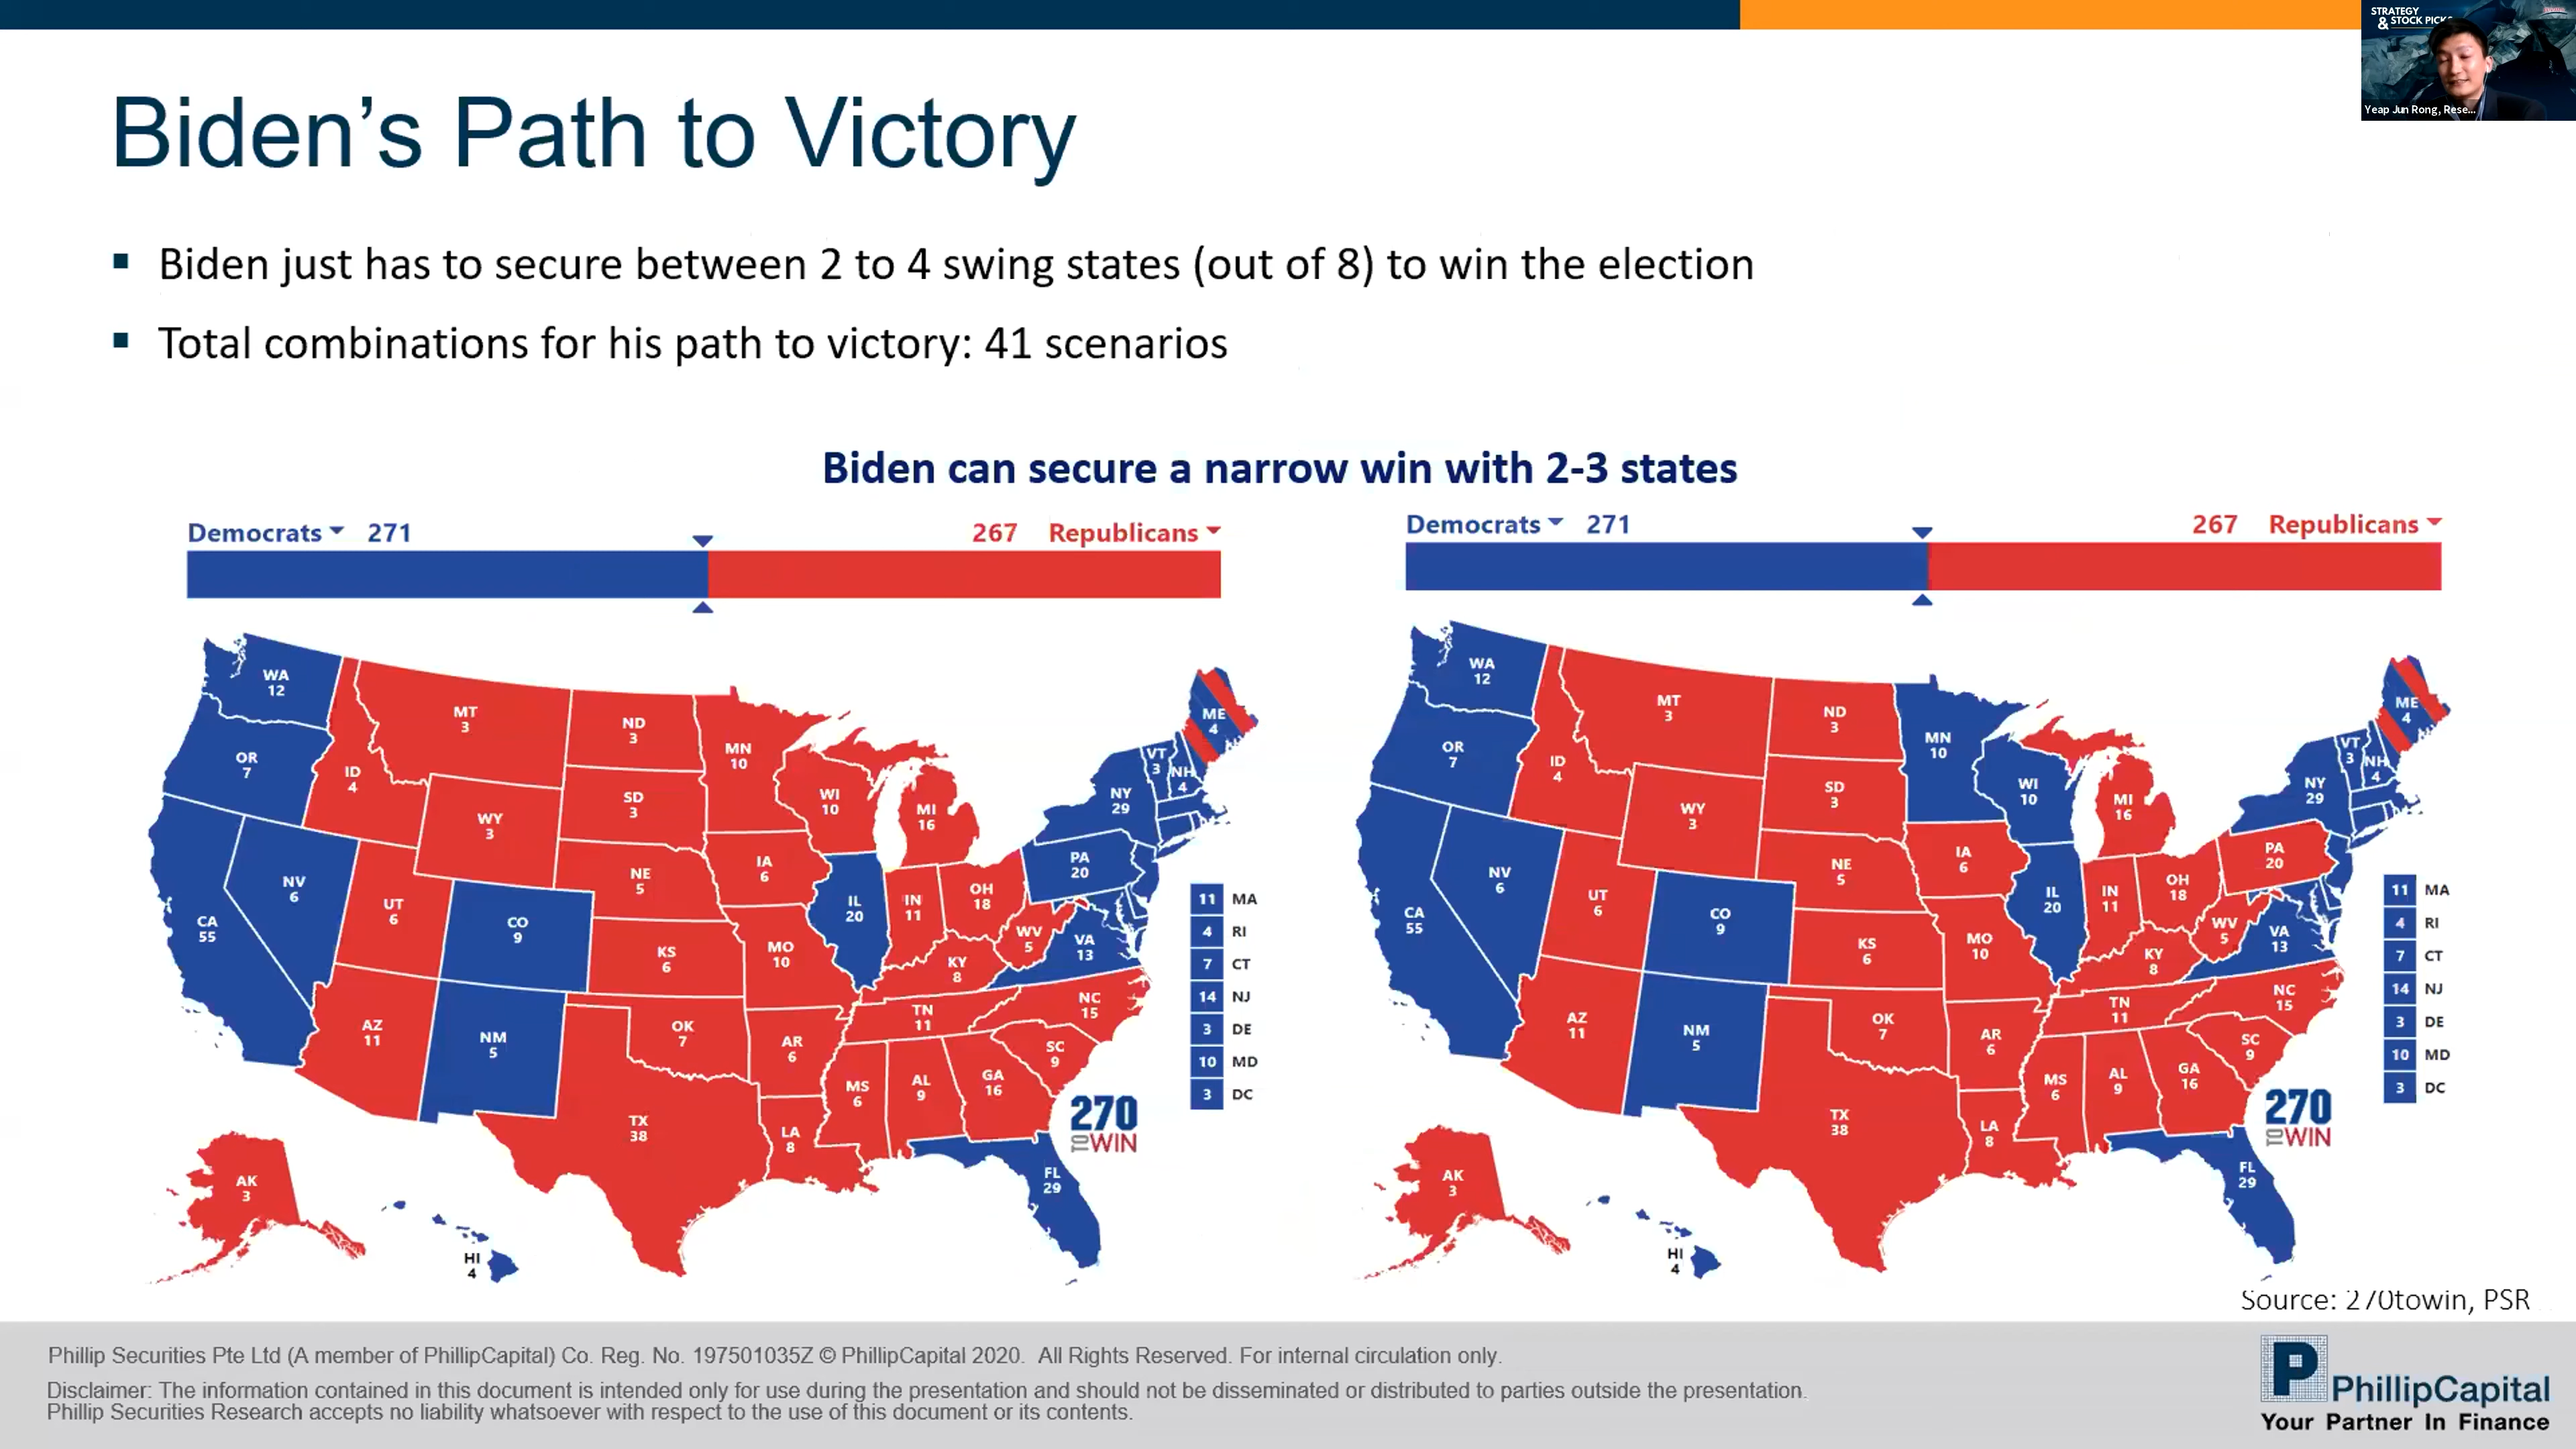 STRATEGY
& STOCK PICKS
Yeap Jun Rong, Rese...
Biden's Path to Victory
▪ Biden just has to secure between 2 to 4 swing states (out of 8) to win the election
▪ Total combinations for his path to victory: 41 scenarios
Biden can secure a narrow win with 2-3 states
Democrats 271
267 Republicans
WA
12
OR
7
CA
55
NV
6
ID
4
MT
3
WY
3
UT
6
CO
9
AZ
11
NM
5
ND
3
SD
3
NE
5
KS
6
OK
7
TX
38
MN
10
IA
6
MO
10
AR
6
LA
8
WI
10
IL
20
MI
16
IN
11
OH
18
KY
8
TN
11
MS
6
AL
9
GA
16
FL
29
SC
9
NC
15
WV
5
VA
13
PA
20
NY
29
VT
3
NH
4
ME
4
AK
3
HI
4
11 MA
4 RI
7 CT
14 NJ
3 DE
10 MD
3 DC
270
TO WIN
Democrats 271
267 Republicans
WA
12
OR
7
CA
55
NV
6
ID
4
MT
3
WY
3
UT
6
CO
9
AZ
11
NM
5
ND
3
SD
3
NE
5
KS
6
OK
7
TX
38
MN
10
IA
6
MO
10
AR
6
LA
8
WI
10
IL
20
MI
16
IN
11
OH
18
KY
8
TN
11
MS
6
AL
9
GA
16
FL
29
SC
9
NC
15
WV
5
VA
13
PA
20
NY
29
VT
3
NH
4
ME
4
AK
3
HI
4
11 MA
4 RI
7 CT
14 NJ
3 DE
10 MD
3 DC
270
TO WIN
Source: 270towin, PSR
Phillip Securities Pte Ltd (A member of PhillipCapital) Co. Reg. No. 197501035Z © PhillipCapital 2020. All Rights Reserved. For internal circulation only.
Disclaimer: The information contained in this document is intended only for use during the presentation and should not be disseminated or distributed to parties outside the presentation.
Phillip Securities Research accepts no liability whatsoever with respect to the use of this document or its contents.
P
PhillipCapital
Your Partner In Finance